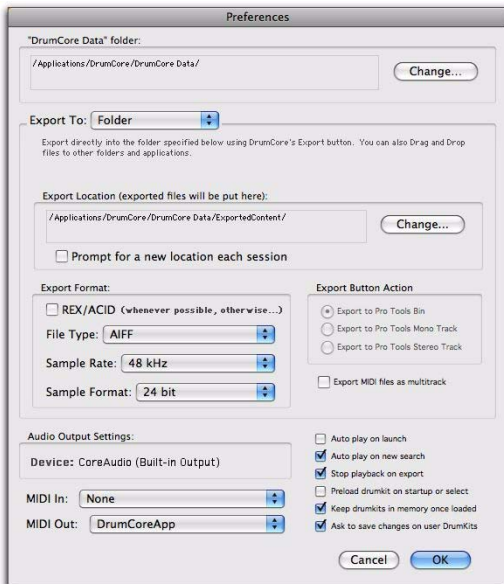 Preferences
"DrumCore Data" folder:
/Applications/DrumCore/DrumCore Data/
Change...
Export To: Folder
Export directly into the folder specified below using DrumCore's Export button. You can also Drag and Drop
files to other folders and applications.
Export Location (exported files will be put here):
/Applications/DrumCore/DrumCore Data/ExportedContent/
Change...
Prompt for a new location each session
Export Format:
REX/ACID (whenever possible, otherwise...)
File Type: AIFF
Sample Rate: 48 kHz
Sample Format: 24 bit
Export Button Action
Export to Pro Tools Bin
Export to Pro Tools Mono Track
Export to Pro Tools Stereo Track
Export MIDI files as multitrack
Audio Output Settings:
Device: CoreAudio (Built-in Output)
MIDI In: None
MIDI Out: DrumCoreApp
Auto play on launch
Auto play on new search
Stop playback on export
Preload drumkit on startup or select
Keep drumkits in memory once loaded
Ask to save changes on user DrumKits
Cancel
OK